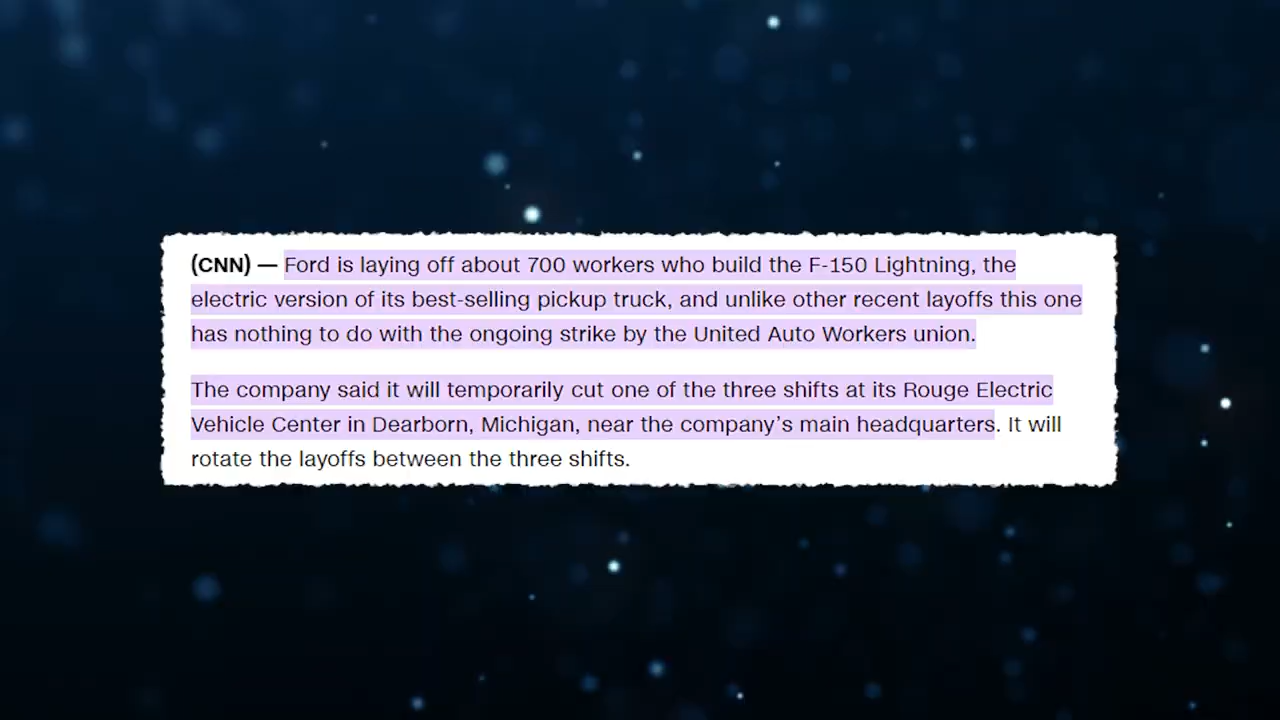 (CNN) — Ford is laying off about 700 workers who build the F-150 Lightning, the
electric version of its best-selling pickup truck, and unlike other recent layoffs this one
has nothing to do with the ongoing strike by the United Auto Workers union.
The company said it will temporarily cut one of the three shifts at its Rouge Electric
Vehicle Center in Dearborn, Michigan, near the company’s main headquarters. It will
rotate the layoffs between the three shifts.